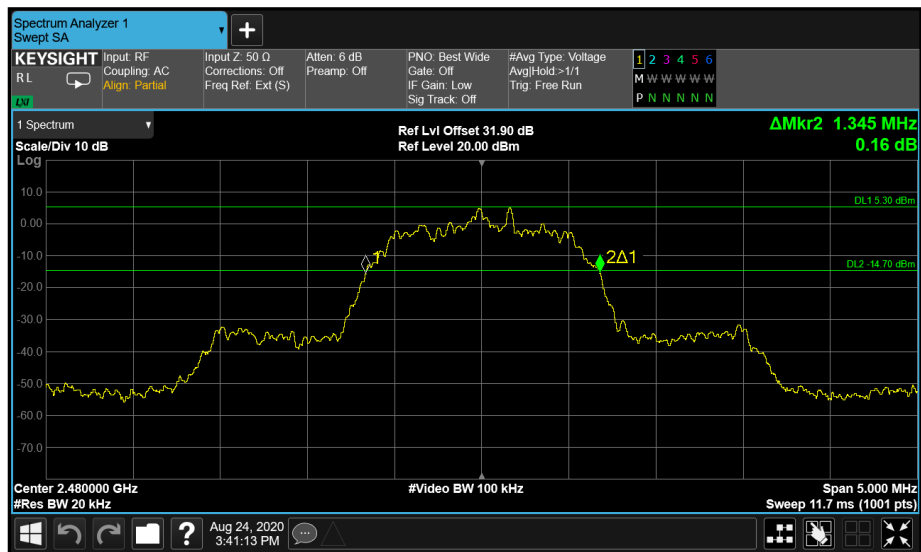 Spectrum Analyzer 1
Swept SA
+
KEYSIGHT
RL
LXI
Input: RF
Coupling: AC
Align: Partial
Input Z: 50 Ω
Corrections: Off
Freq Ref: Ext (S)
Atten: 6 dB
Preamp: Off
PNO: Best Wide
Gate: Off
IF Gain: Low
Sig Track: Off
#Avg Type: Voltage
Avg|Hold:>1/1
Trig: Free Run
1 2 3 4 5 6
M W W W W W
P N N N N N
1 Spectrum
Scale/Div 10 dB
Log
Ref Lvl Offset 31.90 dB
Ref Level 20.00 dBm
ΔMkr2 1.345 MHz
0.16 dB
10.0
DL1 5.30 dBm
0.00
1
2Δ1
-10.0
DL2 -14.70 dBm
-20.0
-30.0
-40.0
-50.0
-60.0
-70.0
Center 2.480000 GHz
#Video BW 100 kHz
Span 5.000 MHz
#Res BW 20 kHz
Sweep 11.7 ms (1001 pts)
?
Aug 24, 2020
3:41:13 PM